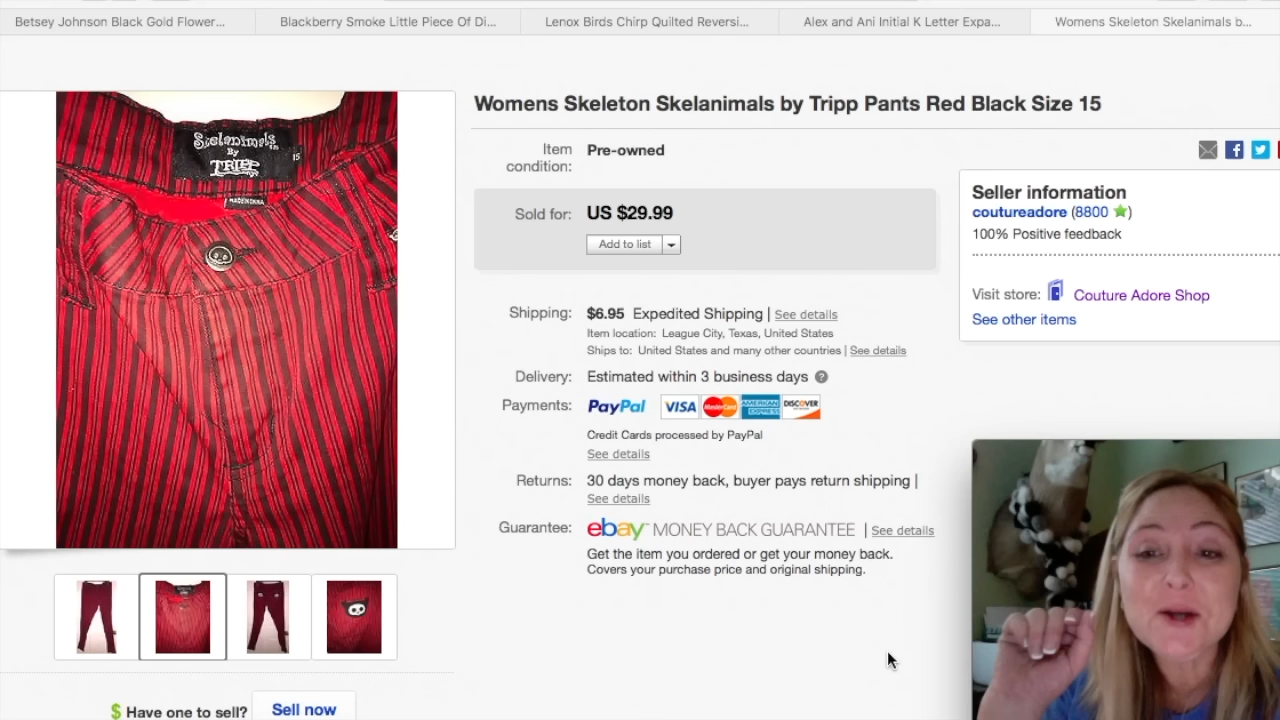 Betsey Johnson Black Gold Flower...
Blackberry Smoke Little Piece Of Di...
Lenox Birds Chirp Quilted Reversi...
Alex and Ani Initial K Letter Expa...
Womens Skeleton Skelanimals b...
Skelanimals
By
TRIPP
15
MADE IN CHINA
Womens Skeleton Skelanimals by Tripp Pants Red Black Size 15
Item condition: Pre-owned
Sold for: US $29.99
Add to list
Shipping: $6.95 Expedited Shipping | See details
Item location: League City, Texas, United States
Ships to: United States and many other countries | See details
Delivery: Estimated within 3 business days ?
Payments: PayPal VISA MasterCard AMERICAN EXPRESS DISCOVER
Credit Cards processed by PayPal
See details
Returns: 30 days money back, buyer pays return shipping |
See details
Guarantee: ebay MONEY BACK GUARANTEE | See details
Get the item you ordered or get your money back.
Covers your purchase price and original shipping.
Seller information
coutureadore (8800)
100% Positive feedback
Visit store: Couture Adore Shop
See other items
$ Have one to sell? Sell now